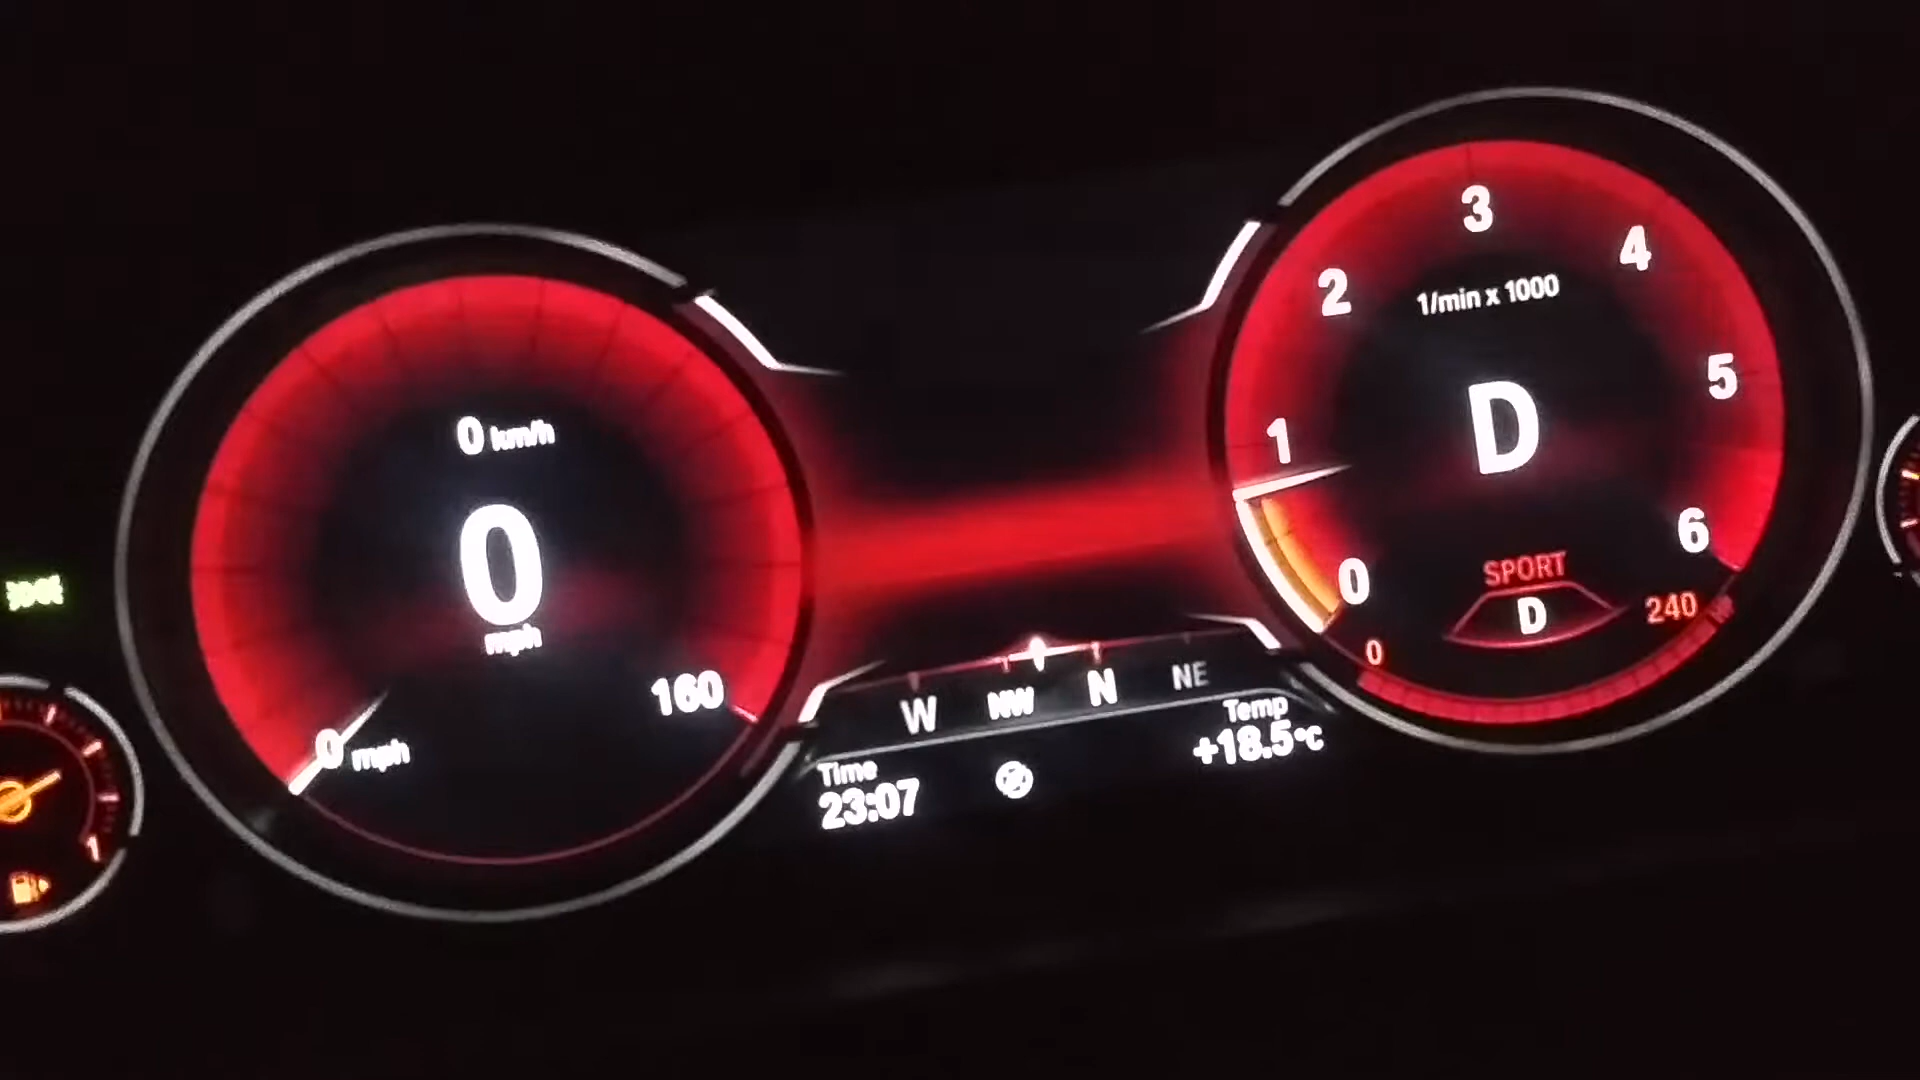 0 km/h
0
mph
0 mph
160
1
W NW N NE
Time
23:07
Temp
+18.5°C
0
1
2
3
4
5
6
1/min x 1000
D
SPORT
D
0
240 HP